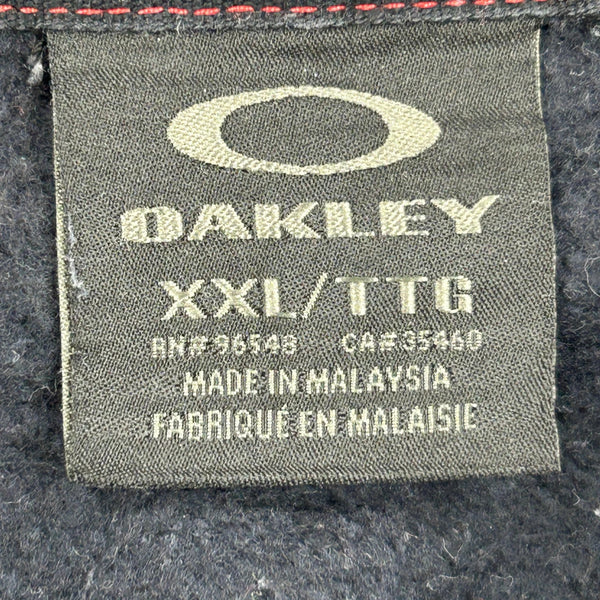 OAKLEY
XXL/TTG
RN# 96548 CA# 35460
MADE IN MALAYSIA
FABRIQUÉ EN MALAISIE